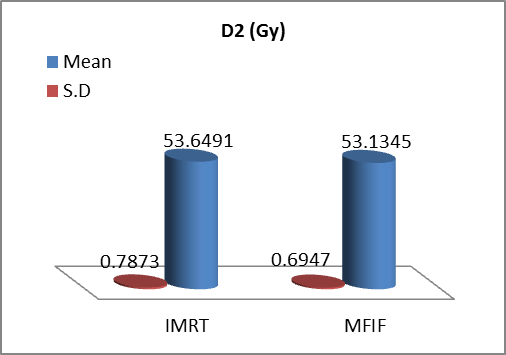 D2 (Gy)
Mean
S.D
53.6491
53.1345
0.7873
0.6947
IMRT
MFIF